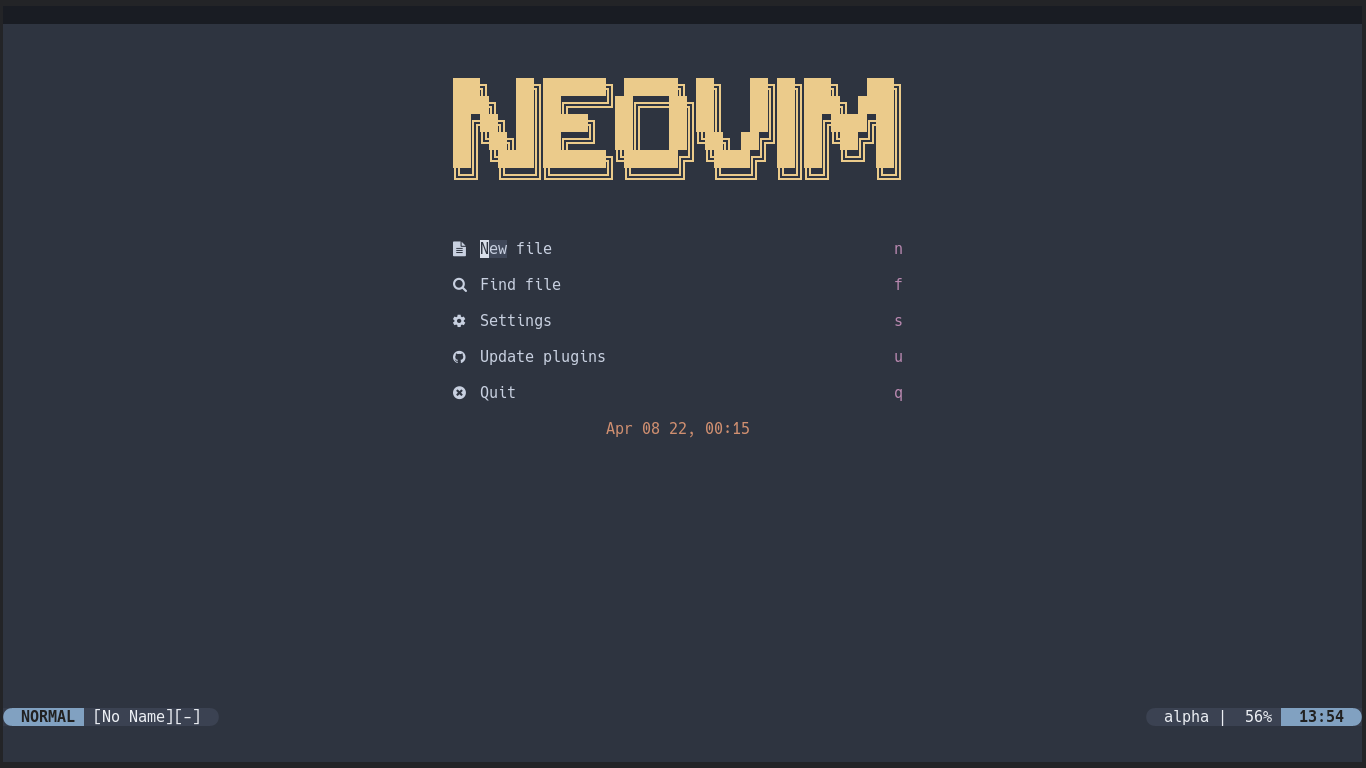 NEOVIM
New file n
Find file f
Settings s
Update plugins u
Quit q
Apr 08 22, 00:15
NORMAL [No Name][-] alpha | 56% 13:54